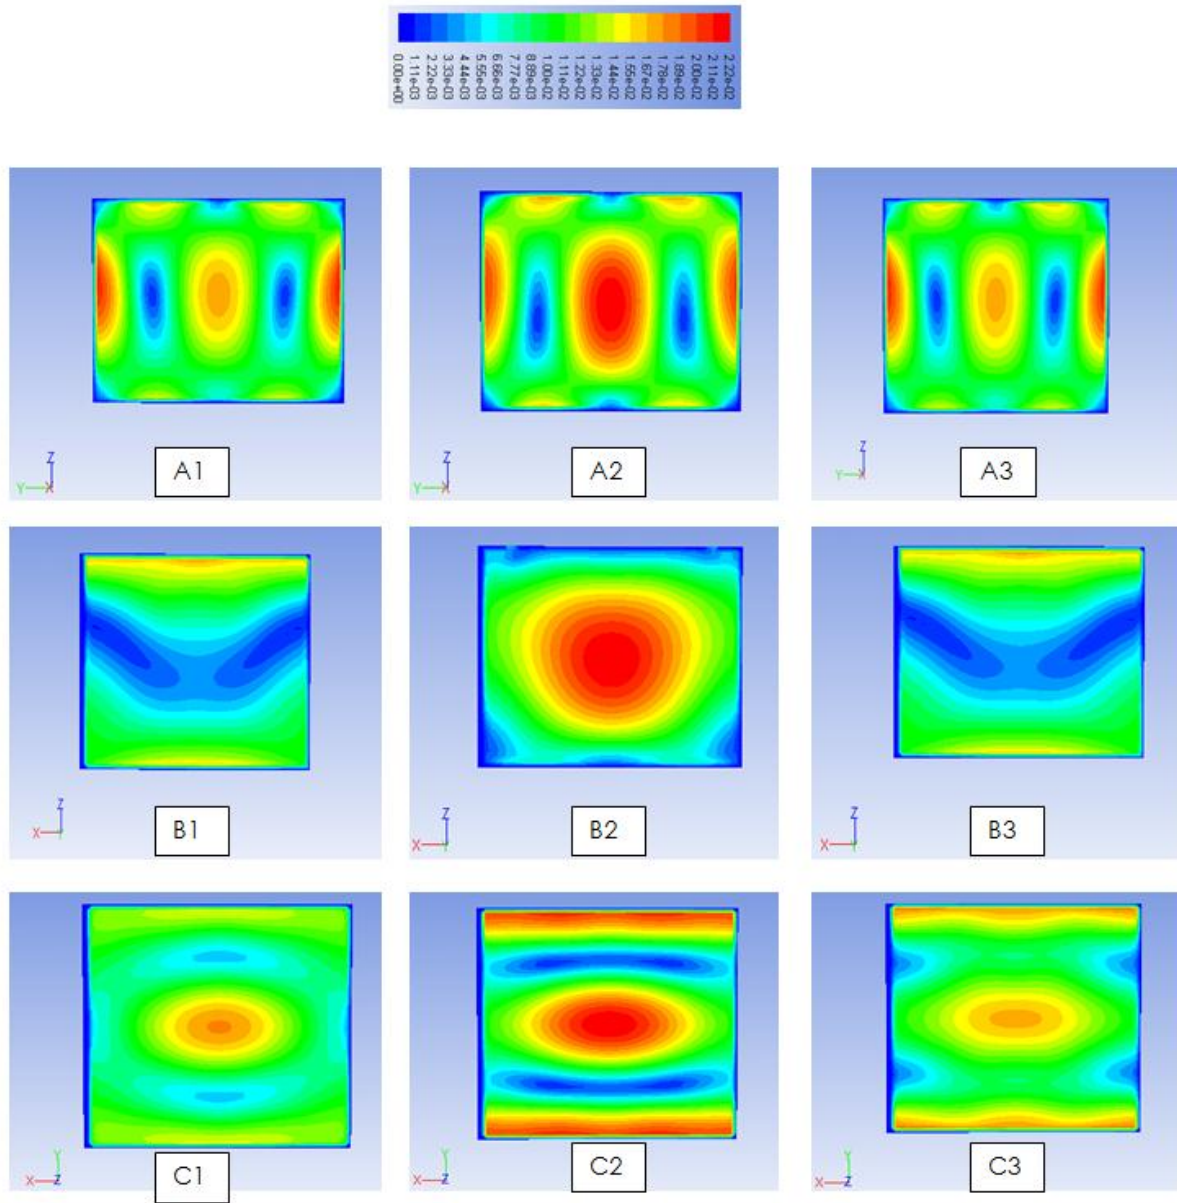 0.00e+00
1.11e-03
2.22e-03
3.33e-03
4.44e-03
5.55e-03
6.66e-03
7.77e-03
8.89e-03
1.00e-02
1.11e-02
1.22e-02
1.33e-02
1.44e-02
1.55e-02
1.67e-02
1.78e-02
1.89e-02
2.00e-02
2.11e-02
2.22e-02
Z
Y X
A1
Z
Y X
A2
Z
Y X
A3
Z
X Y
B1
Z
X Y
B2
Z
X Y
B3
Y
X Z
C1
Y
X Z
C2
Y
X Z
C3